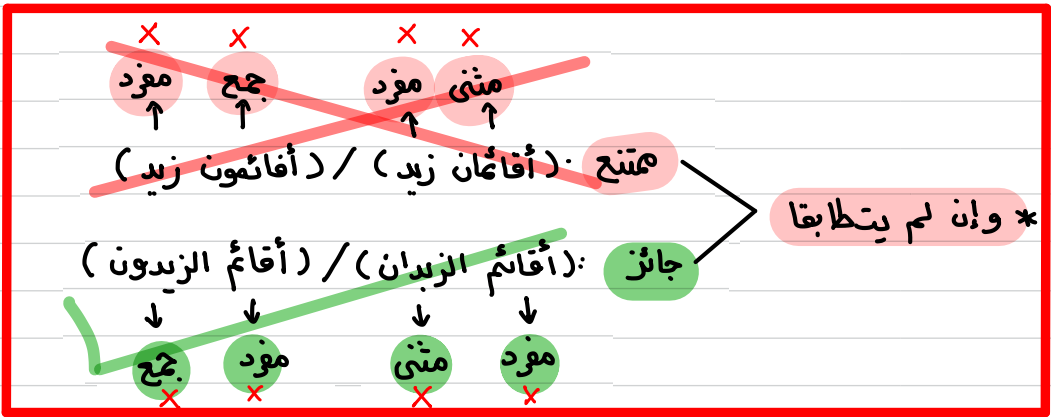 مثنى مفرد جمع مفرد
ممتنع : (أقائمان زيد) / (أقائمون زيد)
* وإن لم يتطابقا
جائز : (أقائم الزيدان) / (أقائم الزيدون)
مفرد مثنى مفرد جمع